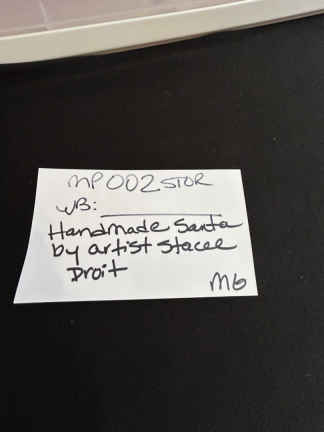 MP002STOR
WB:
Handmade Santa
by artist Stacee
Droit
M6